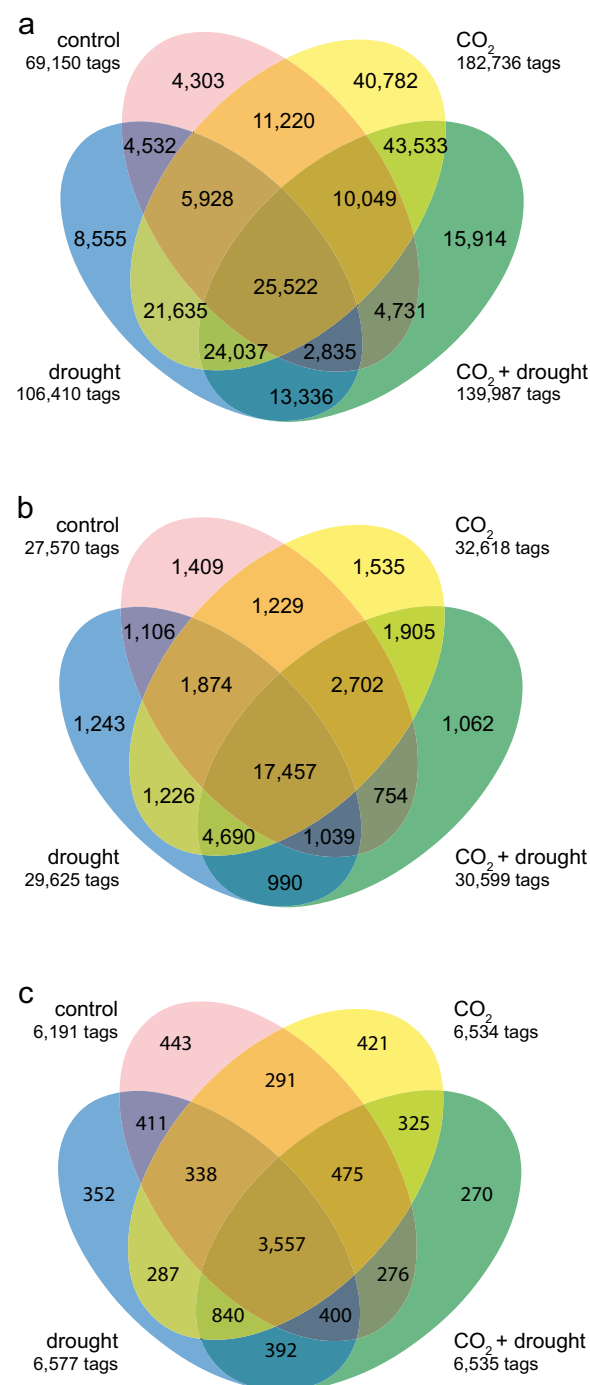 a
control
69,150 tags
CO2
182,736 tags
4,303
40,782
11,220
4,532
43,533
5,928
10,049
8,555
15,914
25,522
21,635
4,731
24,037
2,835
drought
106,410 tags
13,336
CO2 + drought
139,987 tags
b
control
27,570 tags
CO2
32,618 tags
1,409
1,535
1,229
1,106
1,905
1,874
2,702
1,243
1,062
17,457
1,226
754
4,690
1,039
drought
29,625 tags
990
CO2 + drought
30,599 tags
c
control
6,191 tags
CO2
6,534 tags
443
421
291
411
325
338
475
352
270
3,557
287
276
840
400
drought
6,577 tags
392
CO2 + drought
6,535 tags